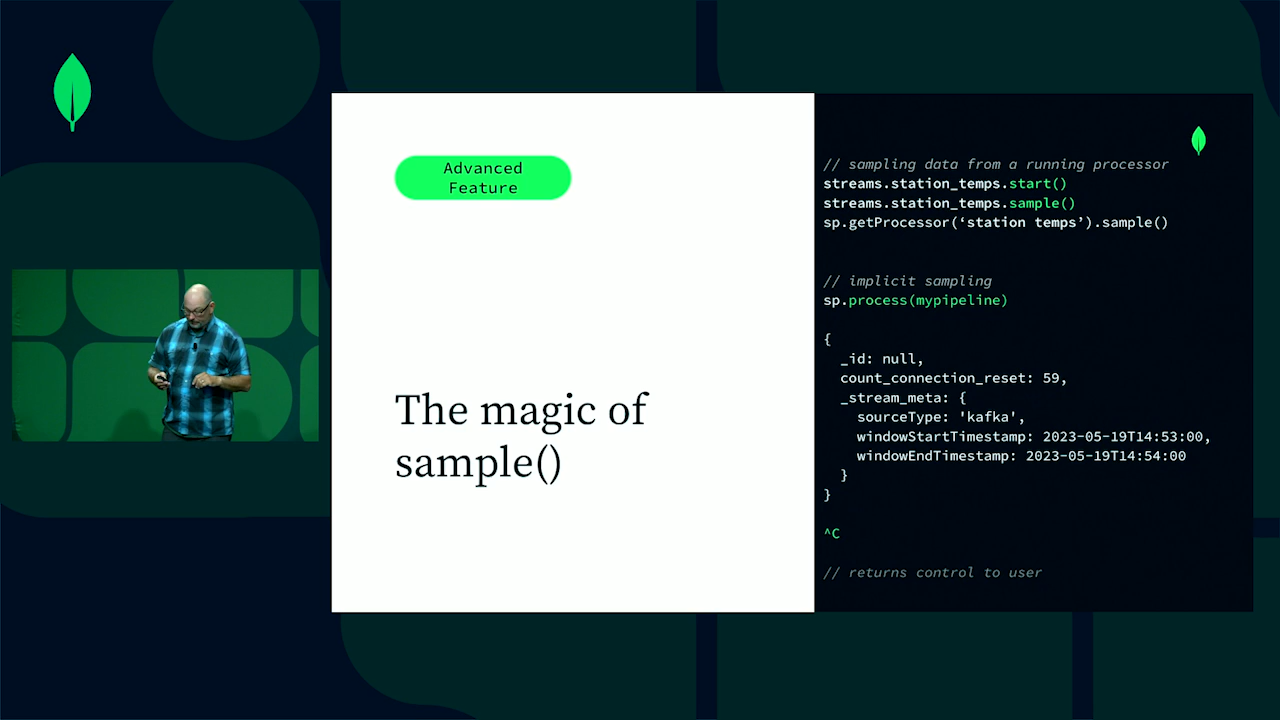 Advanced
Feature
The magic of
sample()
// sampling data from a running processor
streams.station_temps.start()
streams.station_temps.sample()
sp.getProcessor(‘station temps’).sample()
// implicit sampling
sp.process(mypipeline)
{
  _id: null,
  count_connection_reset: 59,
  _stream_meta: {
    sourceType: 'kafka',
    windowStartTimestamp: 2023-05-19T14:53:00,
    windowEndTimestamp: 2023-05-19T14:54:00
  }
}
^C
// returns control to user